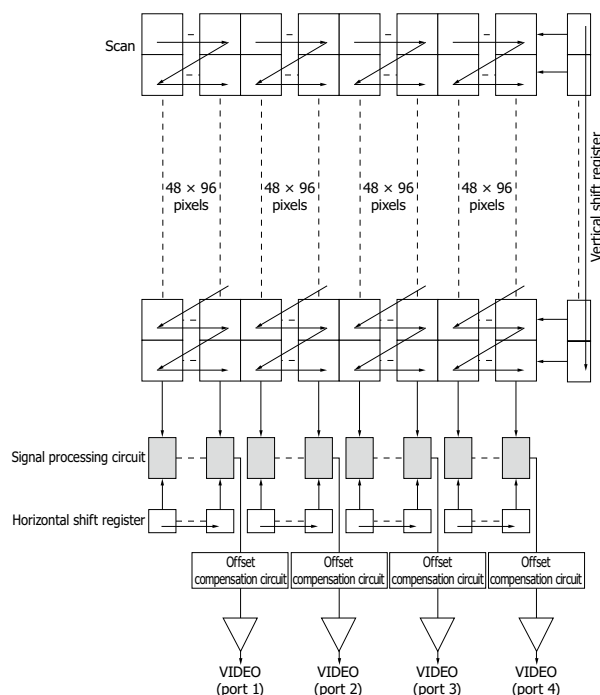 Scan
48 × 96
pixels
48 × 96
pixels
48 × 96
pixels
48 × 96
pixels
Vertical shift register
Signal processing circuit
Horizontal shift register
Offset
compensation circuit
Offset
compensation circuit
Offset
compensation circuit
Offset
compensation circuit
VIDEO
(port 1)
VIDEO
(port 2)
VIDEO
(port 3)
VIDEO
(port 4)